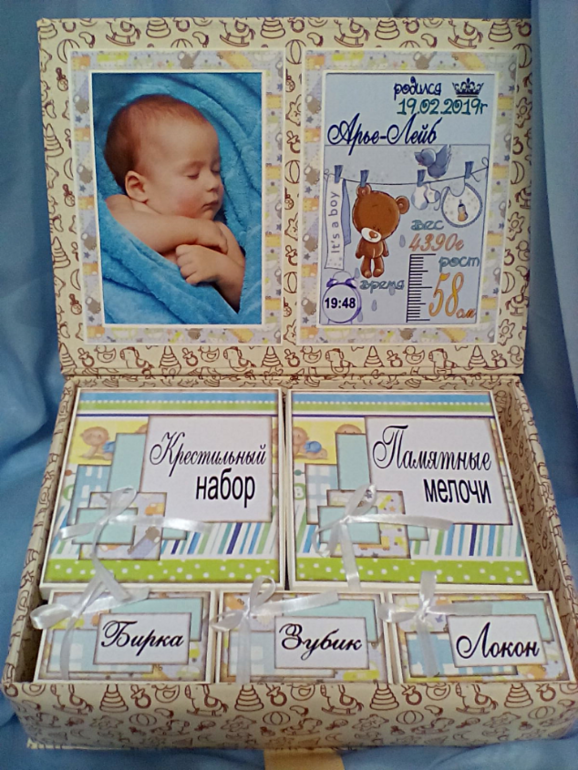 родился
19.02.2019г
Арье-Лейб
It's a boy
вес
4390г
рост
58 см
время
19:48
Крестильный
набор
Памятные
мелочи
Бирка
Зубик
Локон